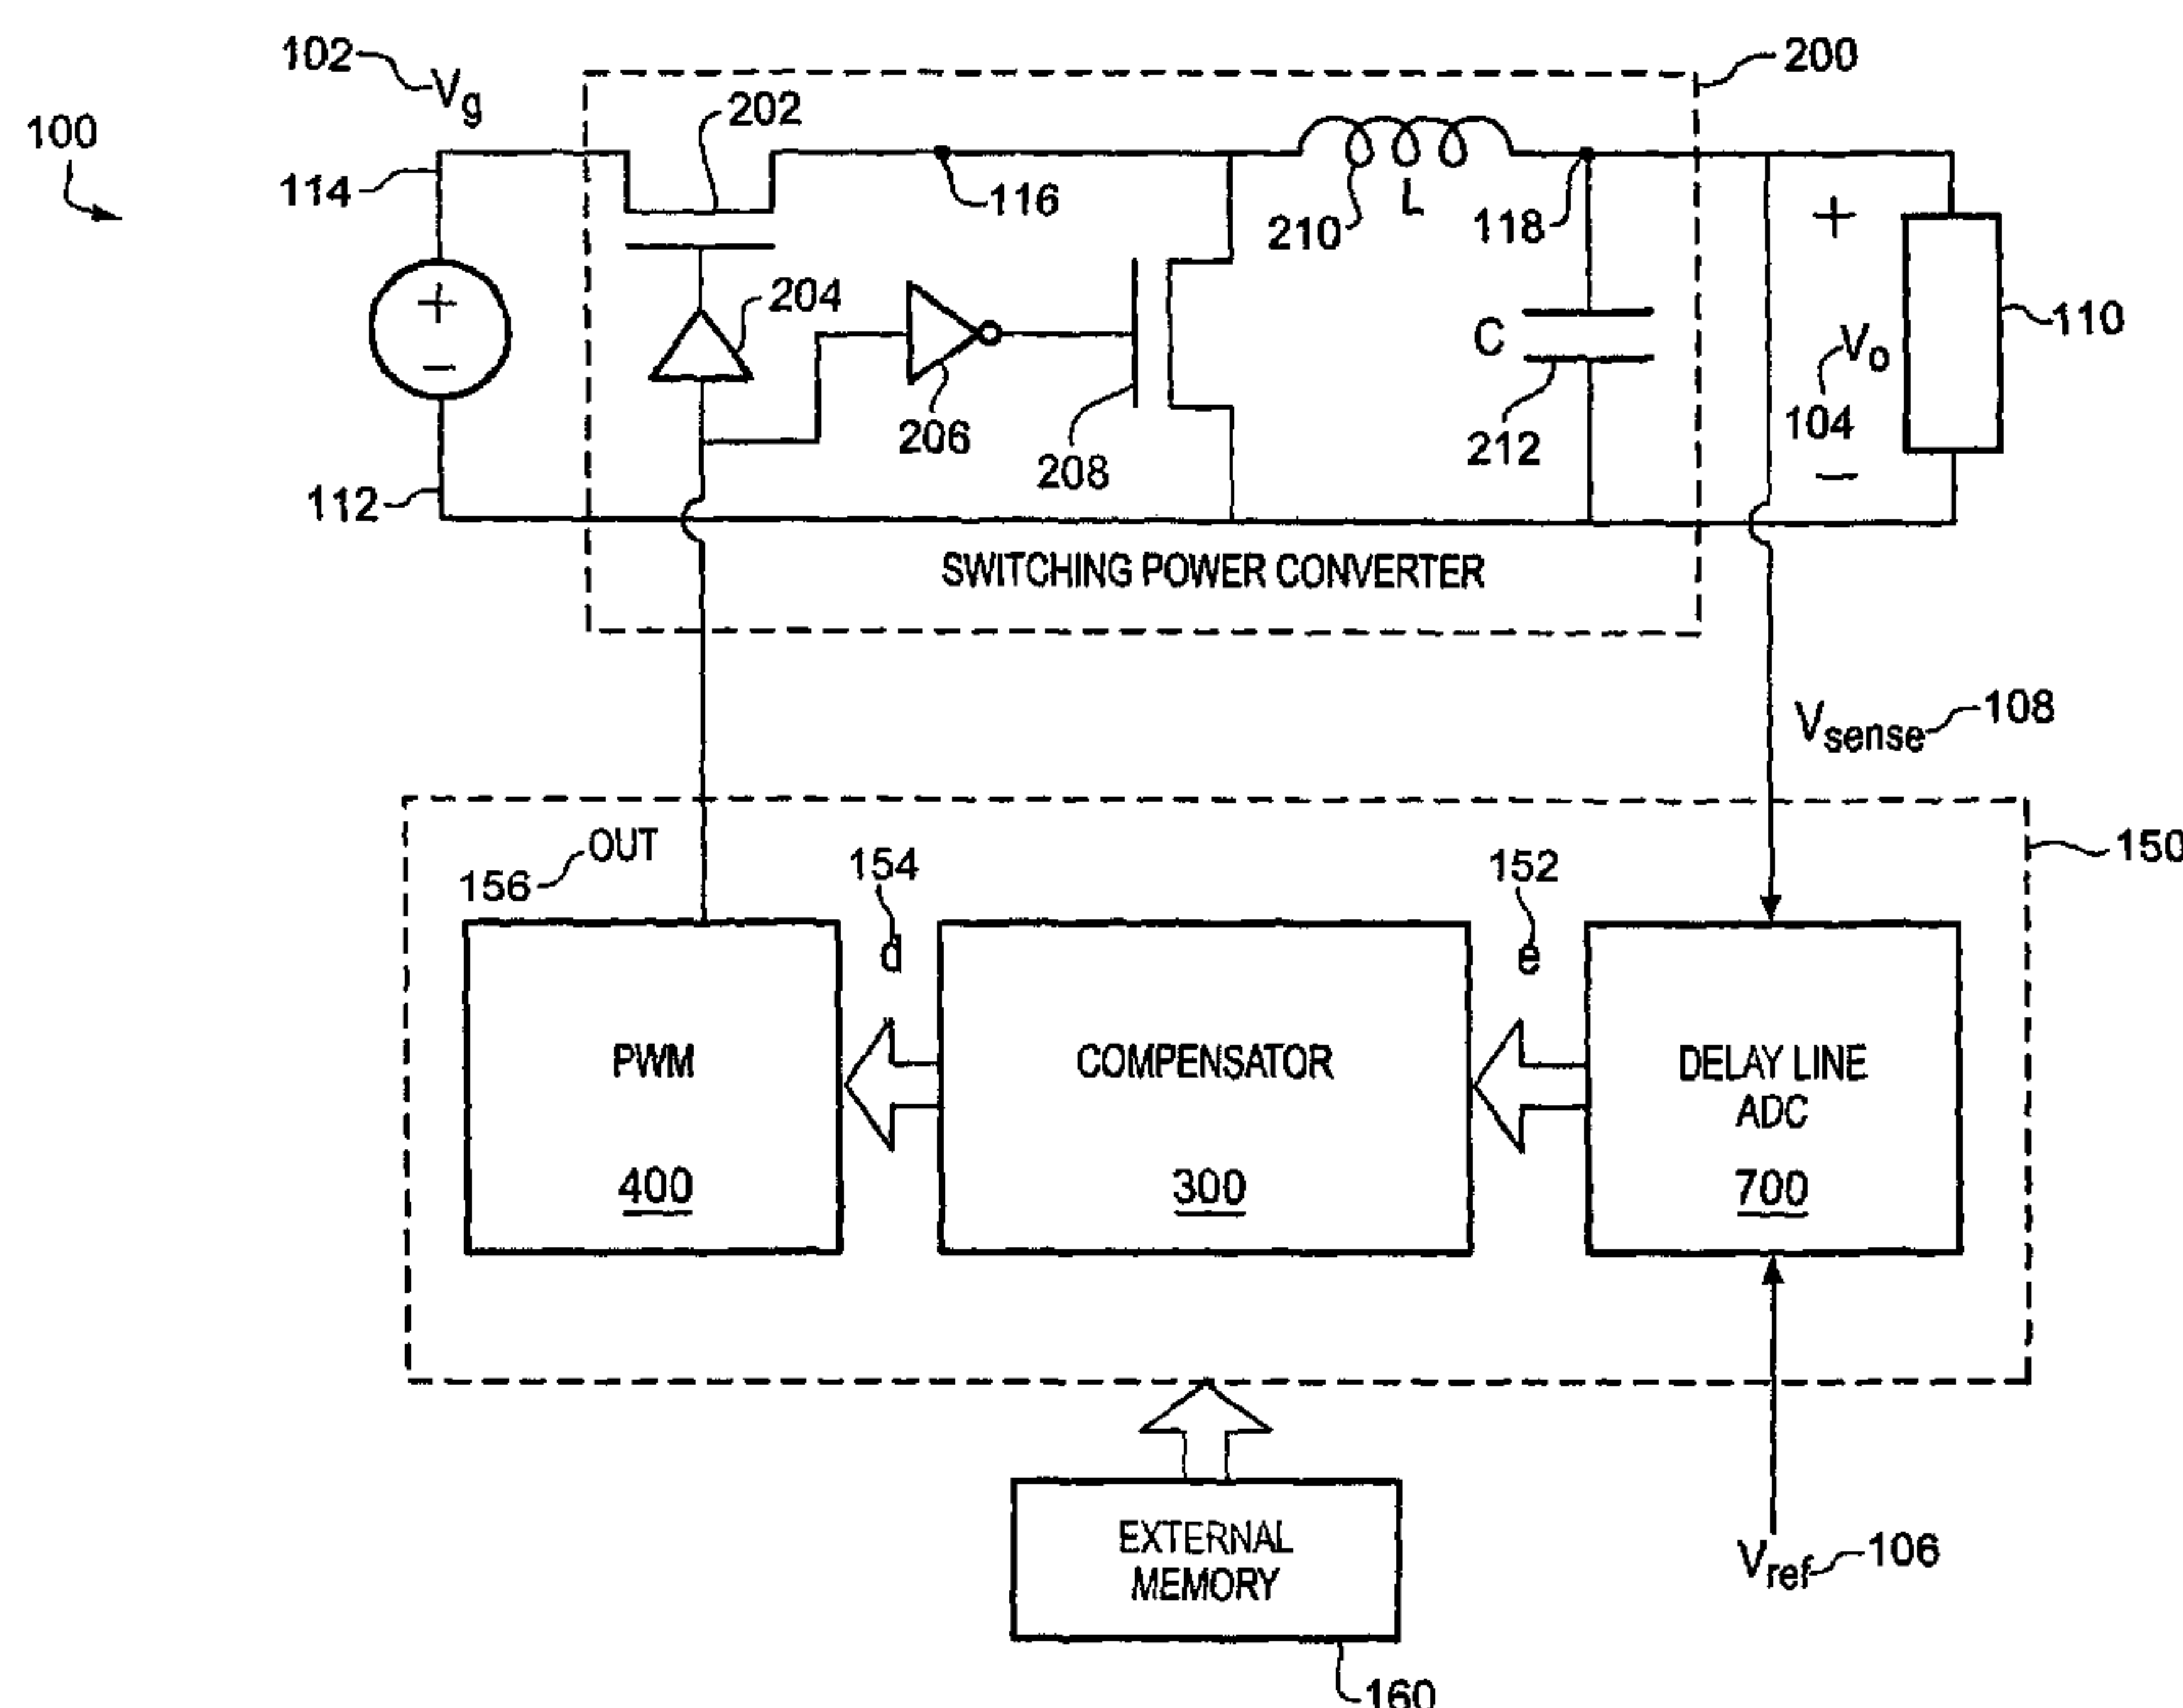 102
Vg
200
100
202
114
116
210
L
118
204
+
+
C
Vo
110
−
206
208
212
104
−
112
SWITCHING POWER CONVERTER
Vsense
108
OUT
156
154
152
150
d
e
PWM
COMPENSATOR
DELAY LINE
ADC
400
300
700
EXTERNAL
MEMORY
Vref
106
160